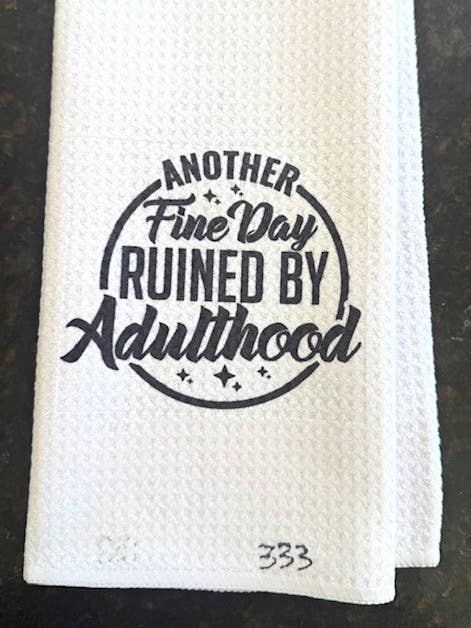 ANOTHER
Fine Day
RUINED BY
Adulthood
333